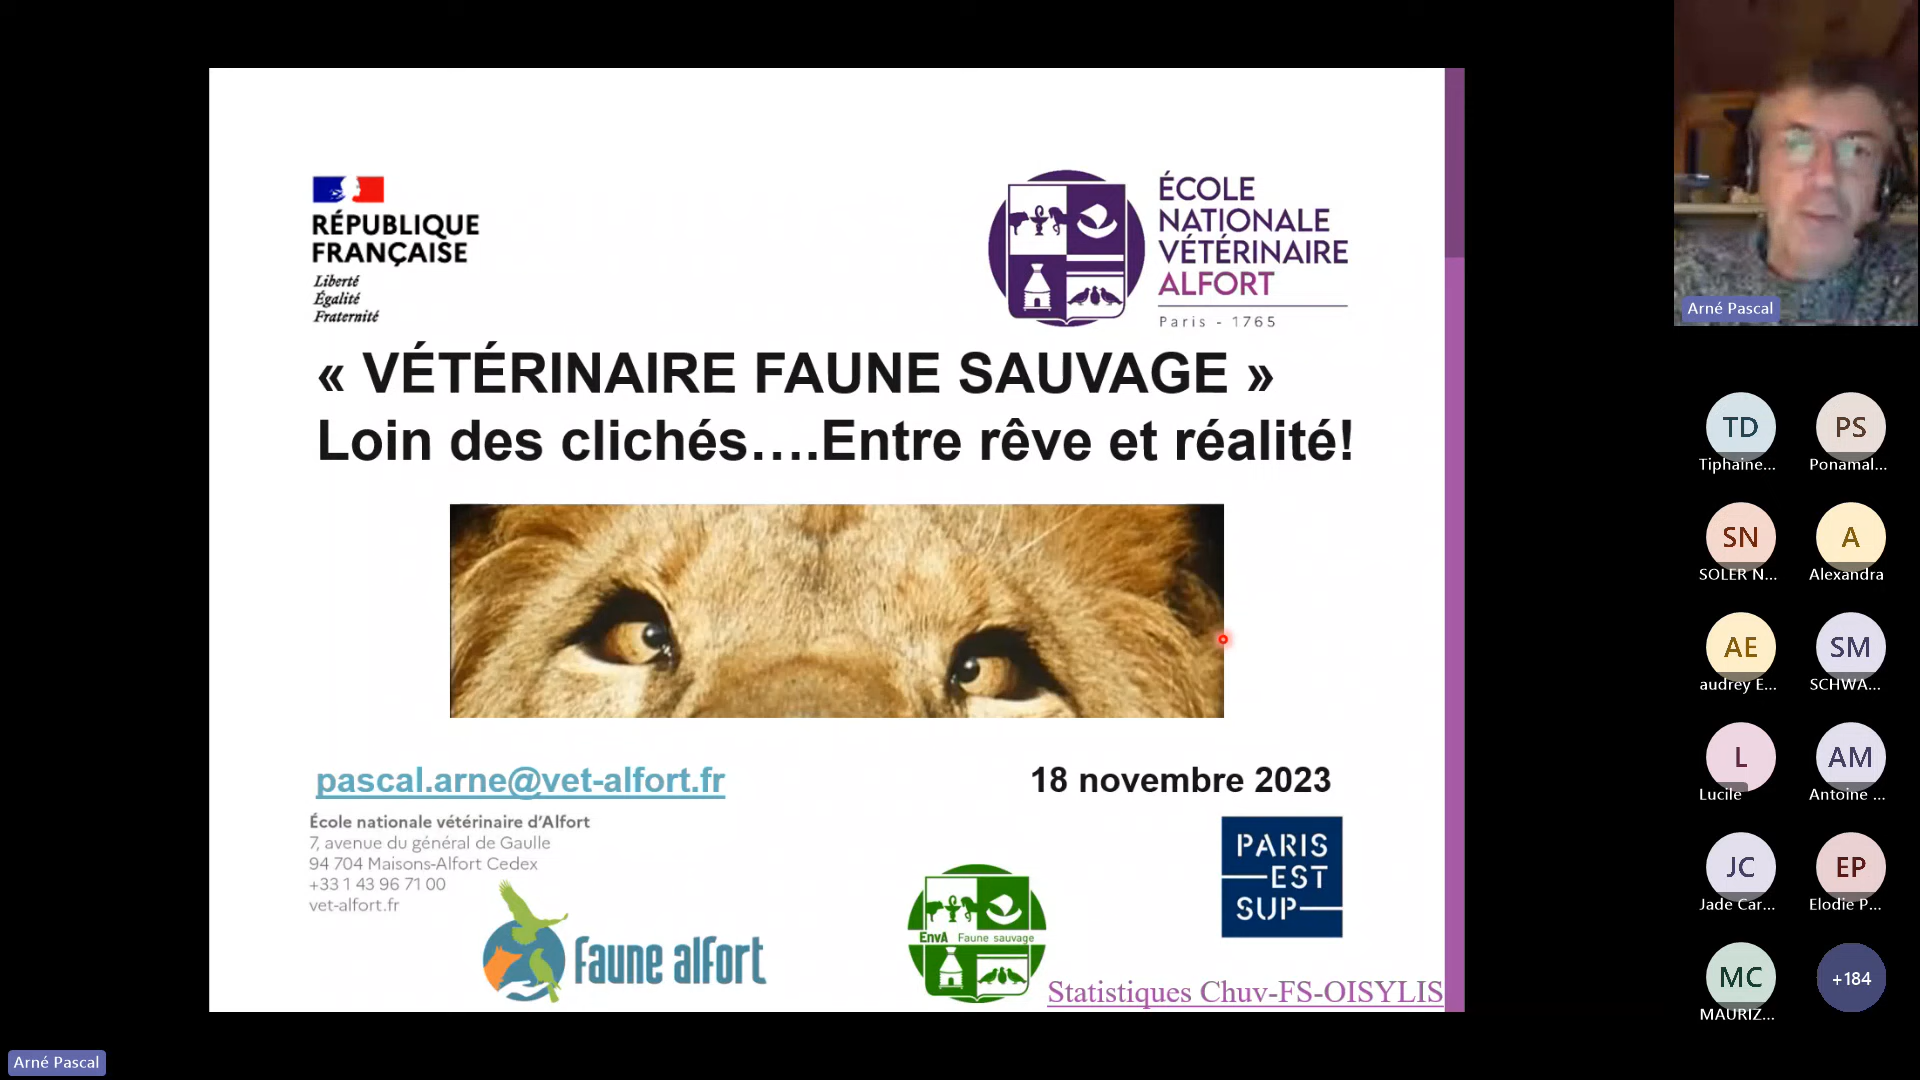 RÉPUBLIQUE
FRANÇAISE
Liberté
Égalité
Fraternité
ÉCOLE
NATIONALE
VÉTÉRINAIRE
ALFORT
Paris - 1765
« VÉTÉRINAIRE FAUNE SAUVAGE »
Loin des clichés....Entre rêve et réalité!
pascal.arne@vet-alfort.fr
18 novembre 2023
École nationale vétérinaire d'Alfort
7, avenue du général de Gaulle
94 704 Maisons-Alfort Cedex
+33 1 43 96 71 00
vet-alfort.fr
faune alfort
EnvA Faune sauvage
PARIS
EST
SUP
Statistiques Chuv-FS-OISYLIS
Arné Pascal
Arné Pascal
TD
Tiphaine...
PS
Ponamal...
SN
SOLER N...
A
Alexandra
AE
audrey E...
SM
SCHWA...
L
Lucile
AM
Antoine ...
JC
Jade Car...
EP
Elodie P...
MC
MAURIZ...
+184